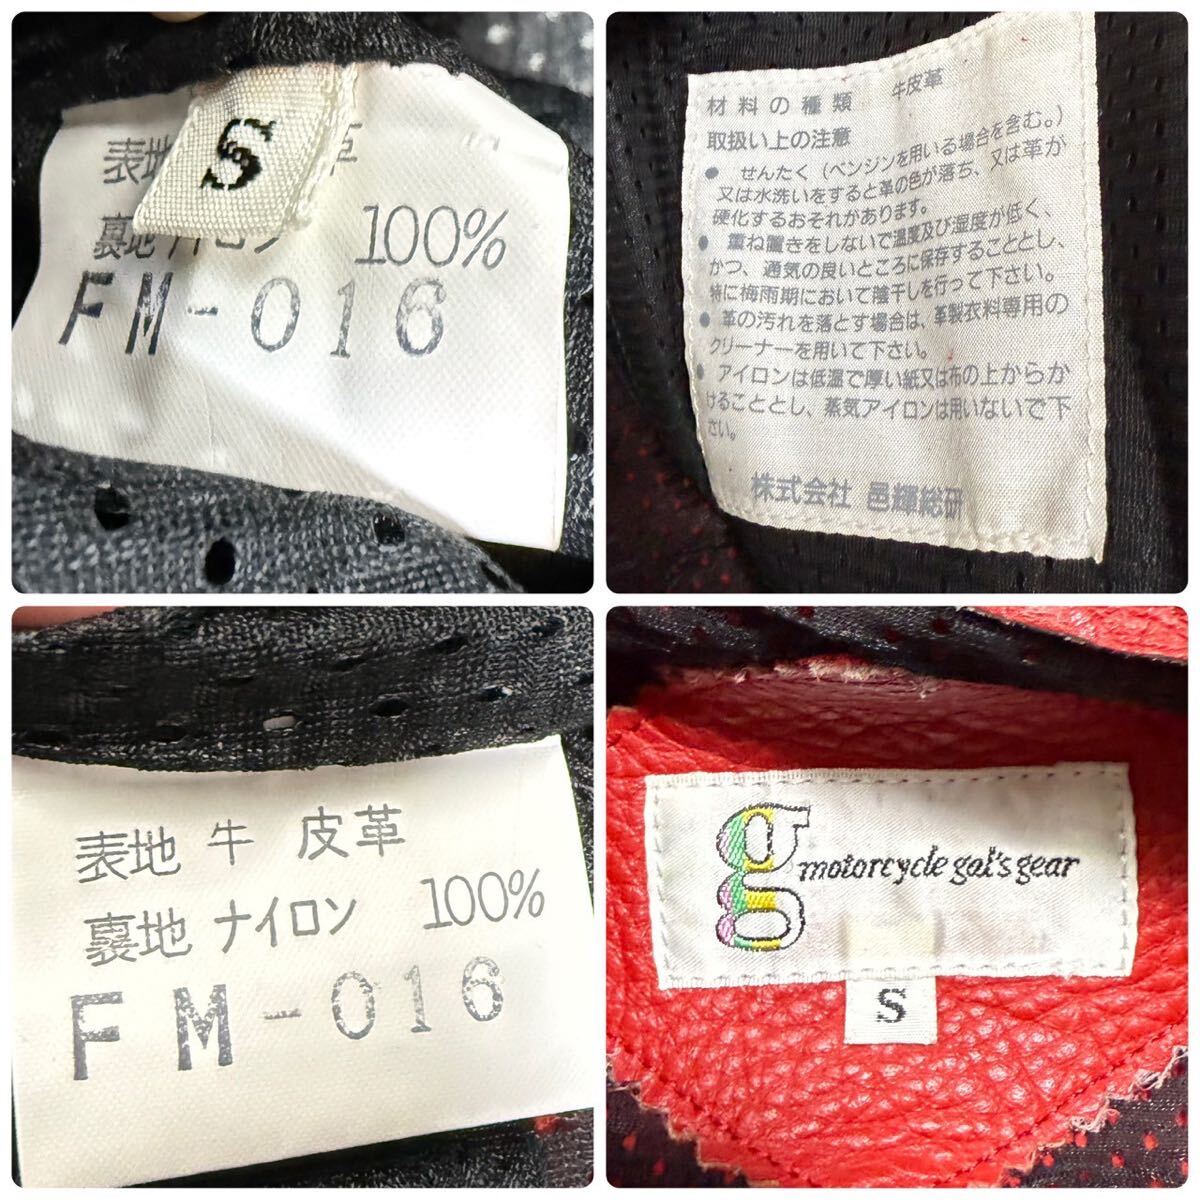 S
表地 革
裏地 ナイロン 100%
FM-016
材料の種類 牛皮革
取扱い上の注意
● せんたく（ベンジンを用いる場合を含む。）
又は水洗いをすると革の色が落ち、又は革が
硬化するおそれがあります。
● 重ね置きをしないで温度及び湿度が低く、
かつ、通気の良いところに保存することとし、
特に梅雨期において陰干しを行って下さい。
● 革の汚れを落とす場合は、革製衣料専用の
クリーナーを用いて下さい。
● アイロンは低温で厚い紙又は布の上からか
けることとし、蒸気アイロンは用いないで下
さい。
株式会社 邑輝総研
表地 牛 皮革
裏地 ナイロン 100%
FM-016
g motorcycle gal's gear
S